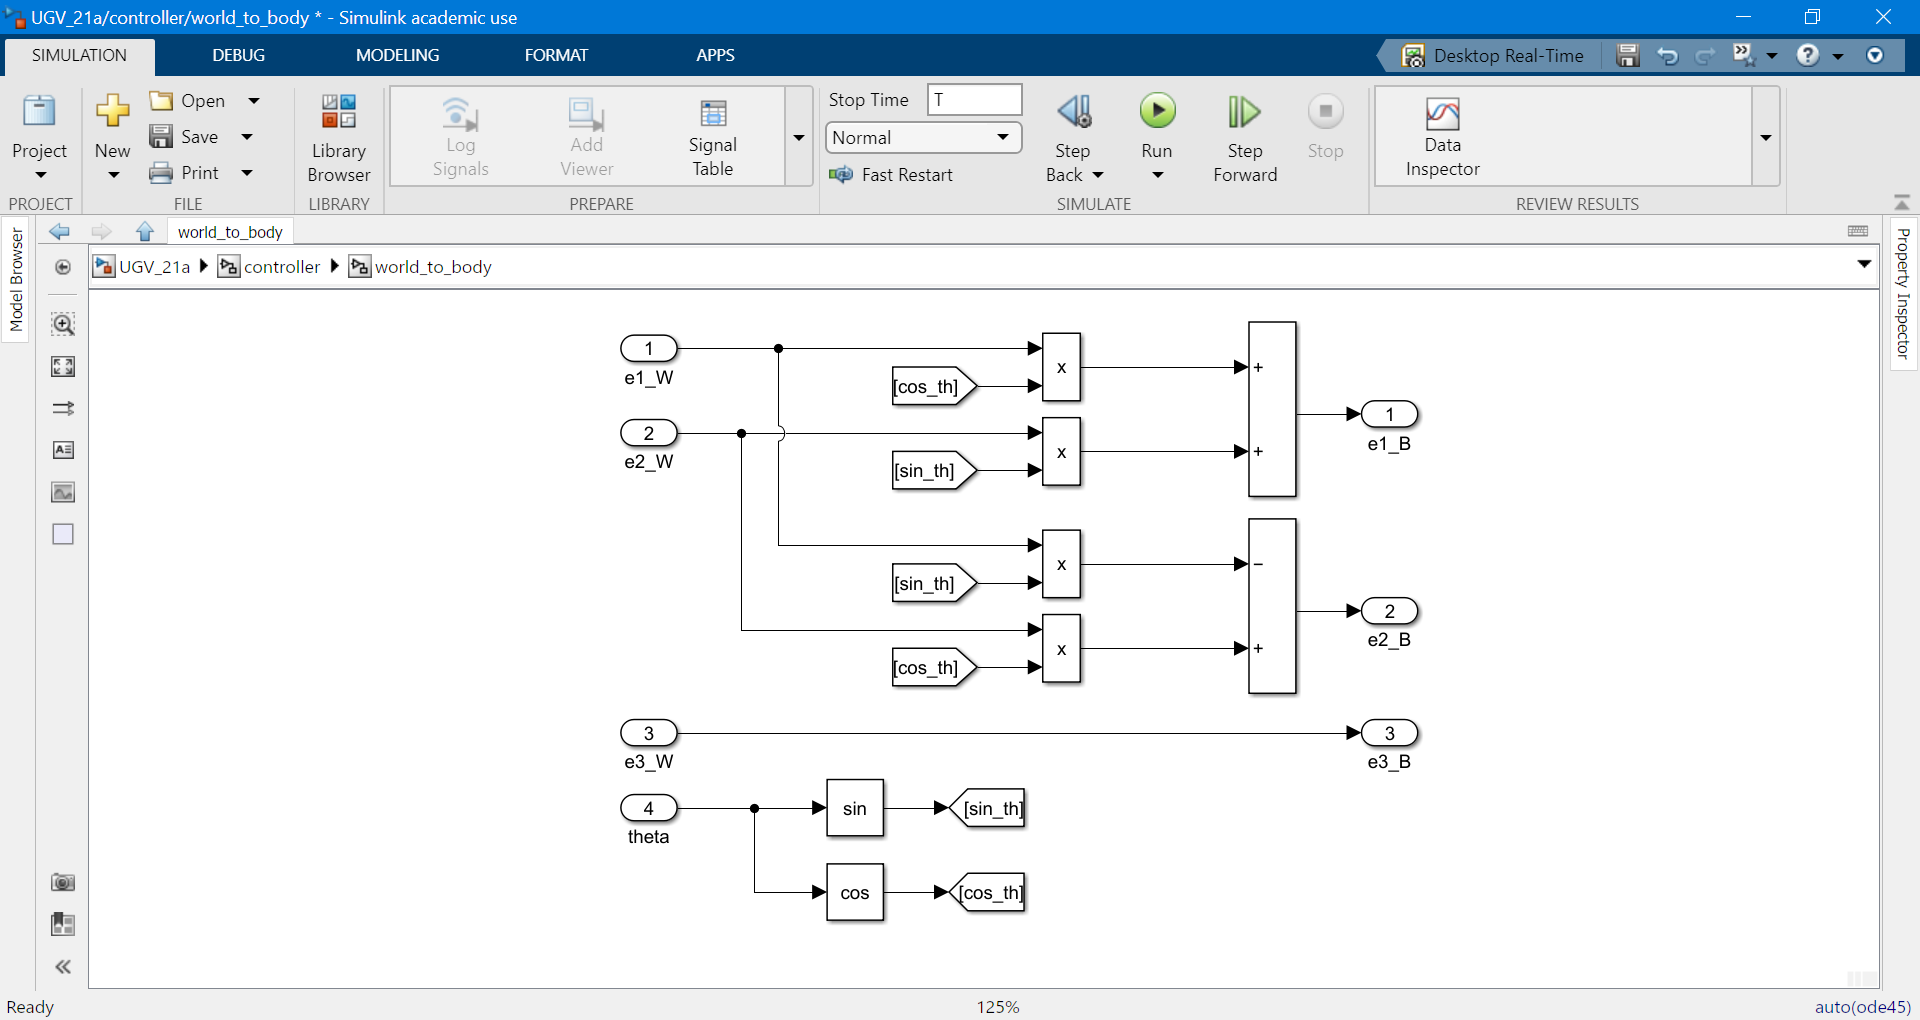 UGV_21a/controller/world_to_body * - Simulink academic use
SIMULATION DEBUG MODELING FORMAT APPS Desktop Real-Time
Project
New
Open
Save
Print
Library Browser
Log Signals
Add Viewer
Signal Table
Stop Time T
Normal
Fast Restart
Step Back
Run
Step Forward
Stop
Data Inspector
PROJECT FILE LIBRARY PREPARE SIMULATE REVIEW RESULTS
Model Browser
Property Inspector
world_to_body
UGV_21a controller world_to_body
1
e1_W
[cos_th]
x
+
2
e2_W
[sin_th]
x
+
1
e1_B
[sin_th]
x
−
[cos_th]
x
+
2
e2_B
3
e3_W
3
e3_B
4
theta
sin
[sin_th]
cos
[cos_th]
Ready 125% auto(ode45)